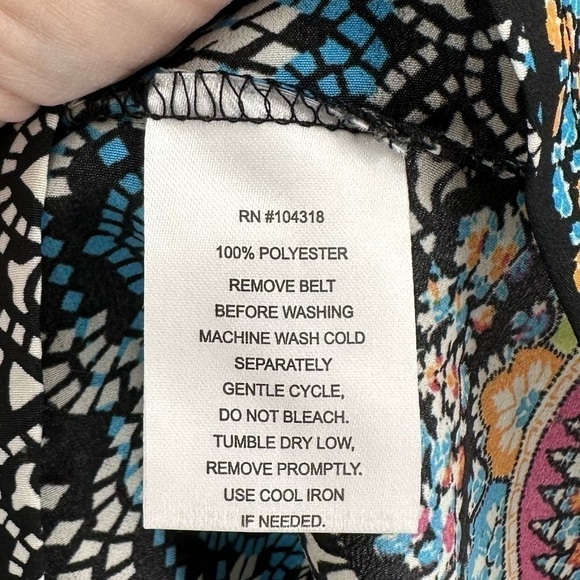 RN #104318
100% POLYESTER
REMOVE BELT
BEFORE WASHING
MACHINE WASH COLD
SEPARATELY
GENTLE CYCLE,
DO NOT BLEACH.
TUMBLE DRY LOW,
REMOVE PROMPTLY.
USE COOL IRON
IF NEEDED.